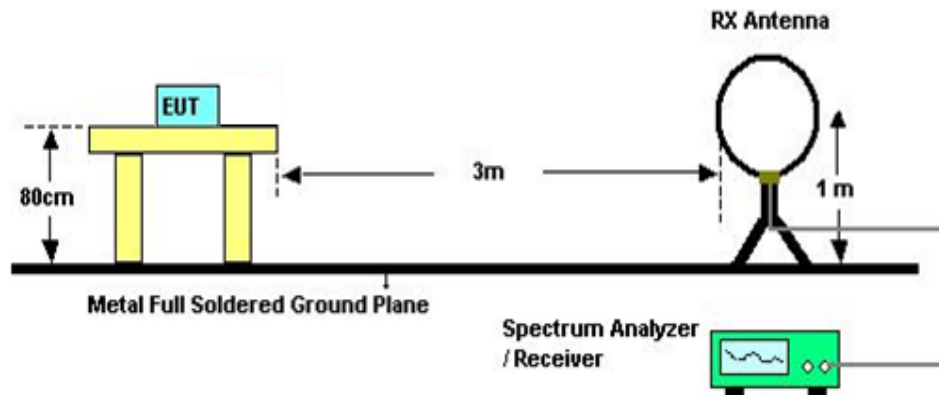 RX Antenna
EUT
80cm
3m
1 m
Metal Full Soldered Ground Plane
Spectrum Analyzer
/ Receiver